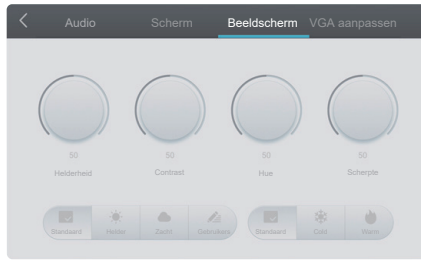 Audio Scherm Beeldscherm VGA aanpassen
50 50 50 50
Helderheid Contrast Hue Scherpte
Standaard Helder Zacht Gebruikers Standaard Cold Warm